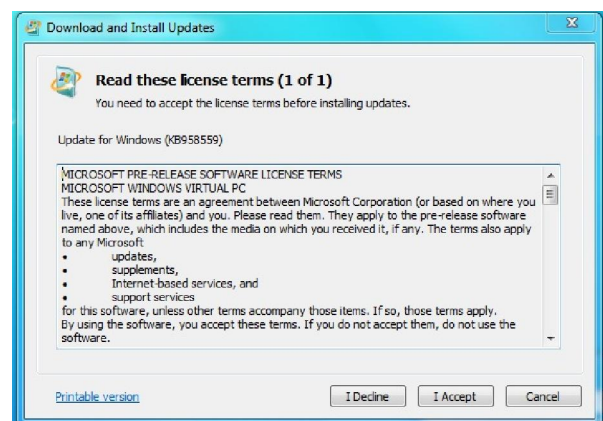 Download and Install Updates
Read these license terms (1 of 1)
You need to accept the license terms before installing updates.
Update for Windows (KB958559)
MICROSOFT PRE-RELEASE SOFTWARE LICENSE TERMS
MICROSOFT WINDOWS VIRTUAL PC
These license terms are an agreement between Microsoft Corporation (or based on where you
live, one of its affiliates) and you. Please read them. They apply to the pre-release software
named above, which includes the media on which you received it, if any. The terms also apply
to any Microsoft
• updates,
• supplements,
• Internet-based services, and
• support services
for this software, unless other terms accompany those items. If so, those terms apply.
By using the software, you accept these terms. If you do not accept them, do not use the
software.
Printable version
I Decline
I Accept
Cancel